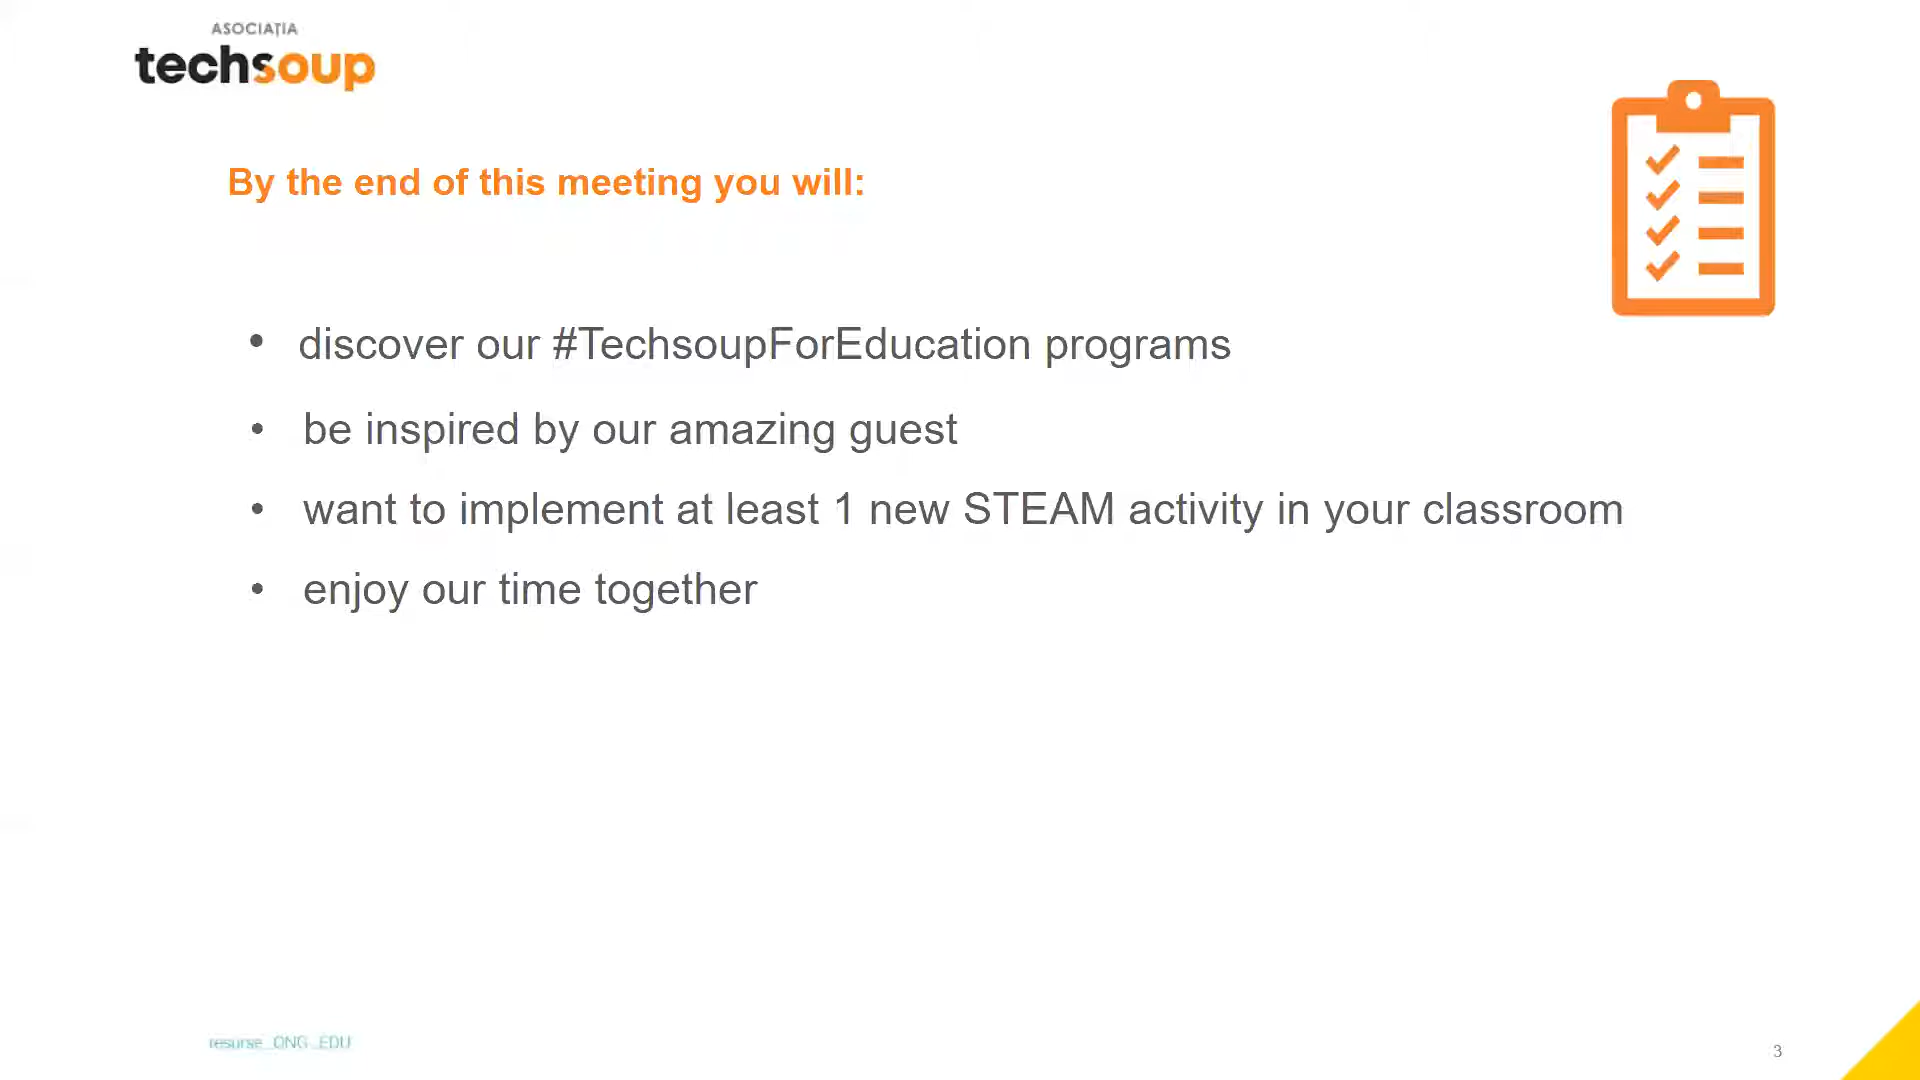 ASOCIAȚIA
techsoup
By the end of this meeting you will:
• discover our #TechsoupForEducation programs
• be inspired by our amazing guest
• want to implement at least 1 new STEAM activity in your classroom
• enjoy our time together
resurse_ONG_EDU
3